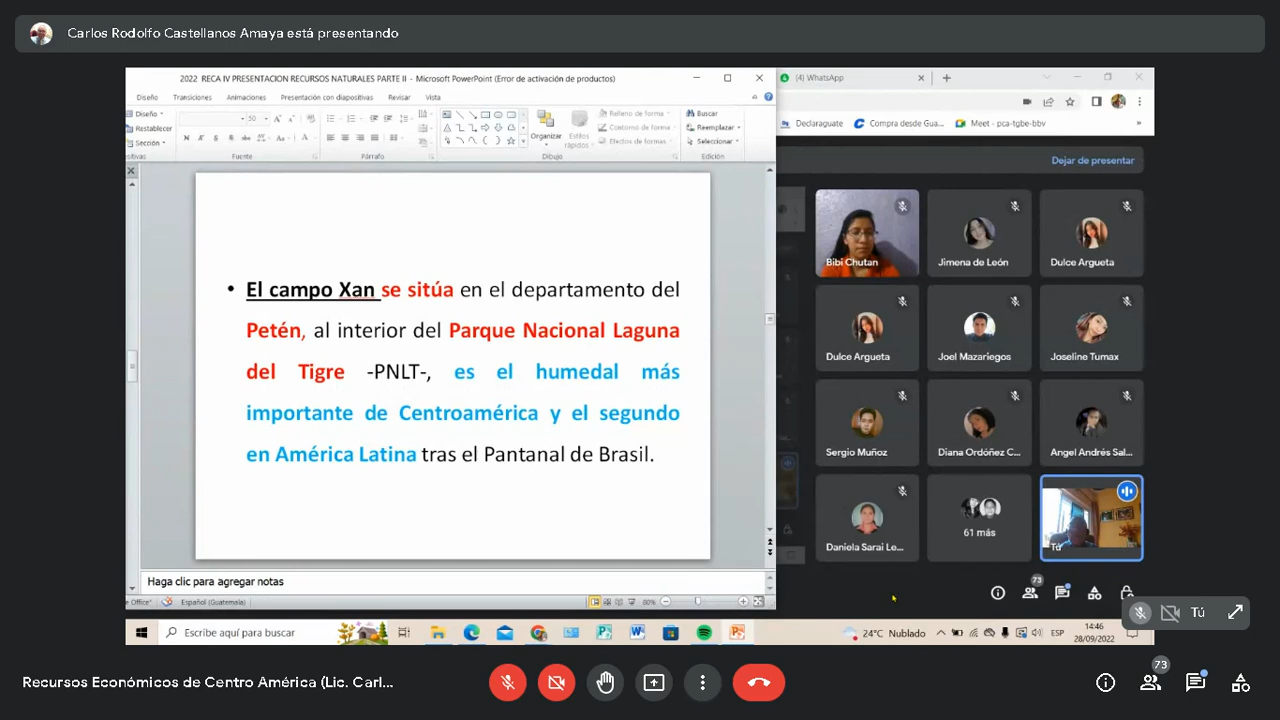 Carlos Rodolfo Castellanos Amaya está presentando
2022 RECA IV PRESENTACION RECURSOS NATURALES PARTE II - Microsoft PowerPoint (Error de activación de productos)
(4) WhatsApp
Diseño Transiciones Animaciones Presentación con diapositivas Revisar Vista
Diseño
Restablecer
Sección
50
Organizar
Estilos rápidos
Relleno de forma
Contorno de forma
Efectos de formas
Buscar
Reemplazar
Seleccionar
Fuente Párrafo Dibujo Edición
Declaraguate Compra desde Gua... Meet - pca-tgbe-bbv
Dejar de presentar
• El campo Xan se sitúa en el departamento del
Petén, al interior del Parque Nacional Laguna
del Tigre -PNLT-, es el humedal más
importante de Centroamérica y el segundo
en América Latina tras el Pantanal de Brasil.
Bibi Chutan
Jimena de León
Dulce Argueta
Dulce Argueta
Joel Mazariegos
Joseline Tumax
Sergio Muñoz
Diana Ordóñez C...
Angel Andrés Sal...
Daniela Sarai Le...
61 más
Tú
Haga clic para agregar notas
Español (Guatemala)
80%
73
Tú
Escribe aquí para buscar
24°C Nublado
ESP
14:46
28/09/2022
Recursos Económicos de Centro América (Lic. Carl...
73